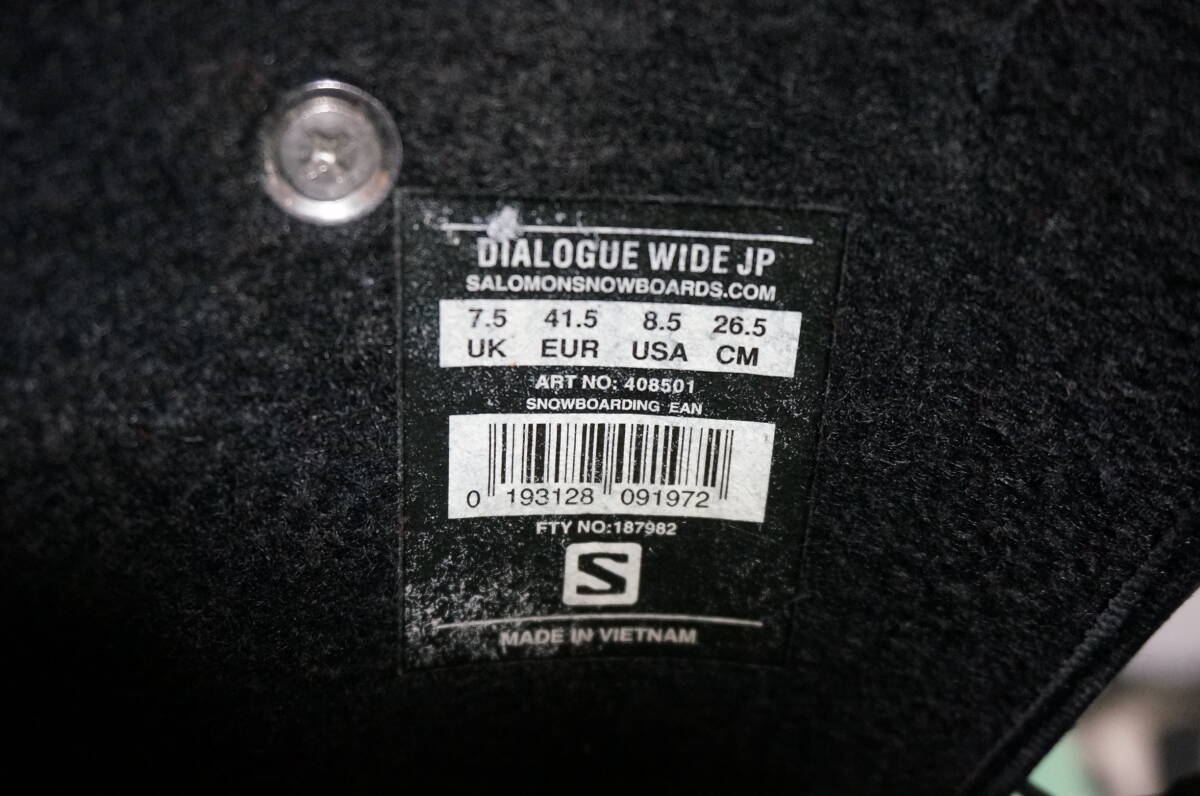 DIALOGUE WIDE JP
SALOMONSNOWBOARDS.COM
7.5 41.5 8.5 26.5
UK EUR USA CM
ART NO: 408501
SNOWBOARDING EAN
0 193128 091972
FTY NO:187982
S
MADE IN VIETNAM